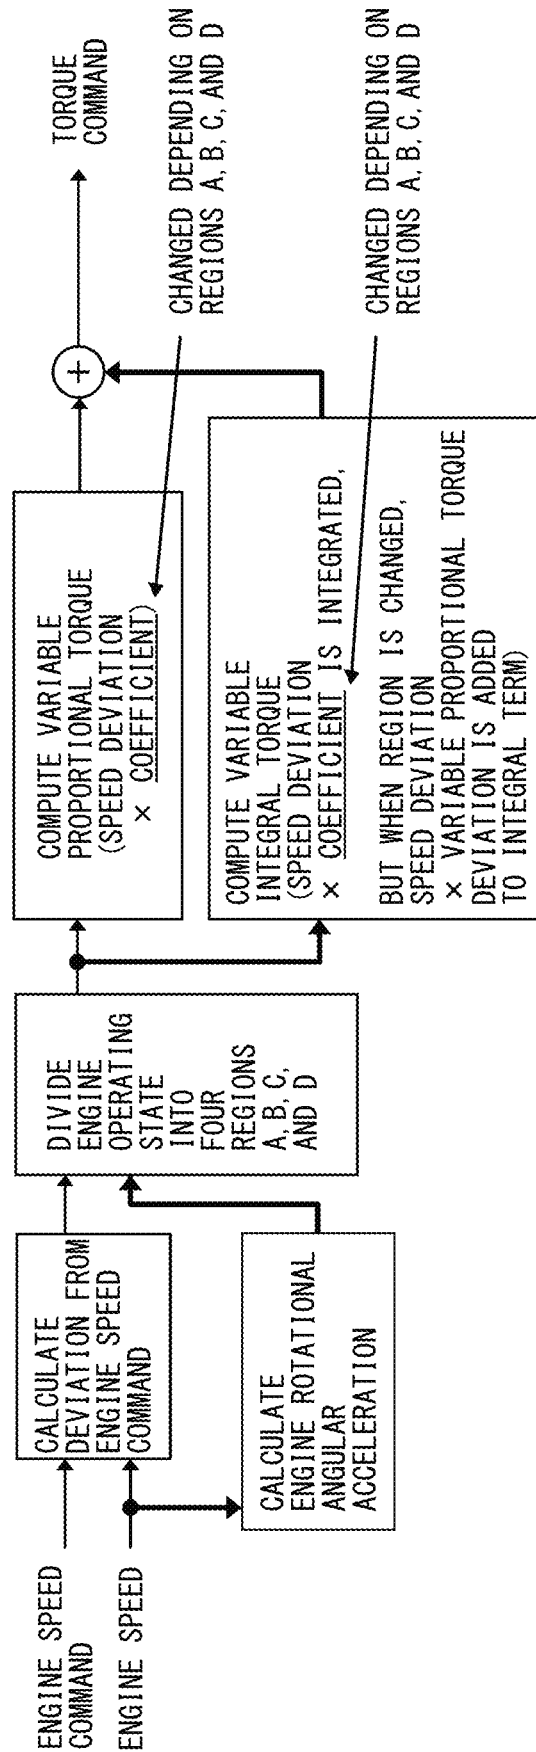 ENGINE SPEED
COMMAND
ENGINE SPEED
CALCULATE
DEVIATION FROM
ENGINE SPEED
COMMAND
CALCULATE
ENGINE ROTATIONAL
ANGULAR
ACCELERATION
DIVIDE
ENGINE
OPERATING
STATE
INTO
FOUR
REGIONS
A, B, C,
AND D
COMPUTE VARIABLE
PROPORTIONAL TORQUE
(SPEED DEVIATION
× COEFFICIENT)
COMPUTE VARIABLE
INTEGRAL TORQUE
(SPEED DEVIATION
× COEFFICIENT IS INTEGRATED,
BUT WHEN REGION IS CHANGED,
SPEED DEVIATION
× VARIABLE PROPORTIONAL TORQUE
DEVIATION IS ADDED
TO INTEGRAL TERM)
+
TORQUE
COMMAND
CHANGED DEPENDING ON
REGIONS A, B, C, AND D
CHANGED DEPENDING ON
REGIONS A, B, C, AND D